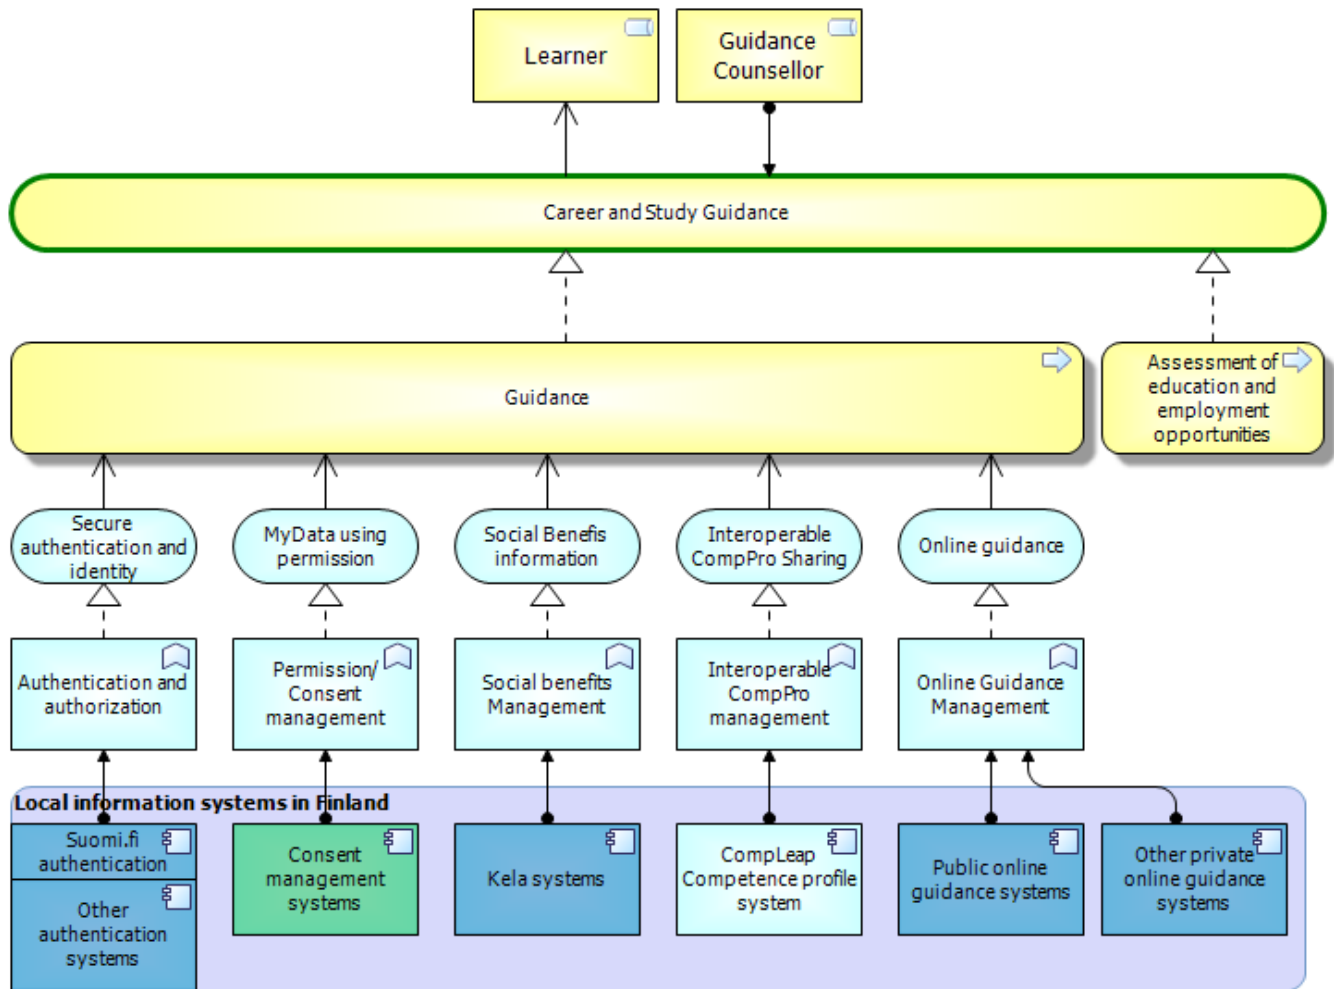 Learner
Guidance
Counsellor
Career and Study Guidance
Guidance
Assessment of
education and
employment
opportunities
Secure
authentication and
identity
MyData using
permission
Social Benefis
information
Interoperable
CompPro Sharing
Online guidance
Authentication and
authorization
Permission/
Consent
management
Social benefits
Management
Interoperable
CompPro
management
Online Guidance
Management
Local information systems in Finland
Suomi.fi
authentication
Other
authentication
systems
Consent
management
systems
Kela systems
CompLeap
Competence profile
system
Public online
guidance systems
Other private
online guidance
systems